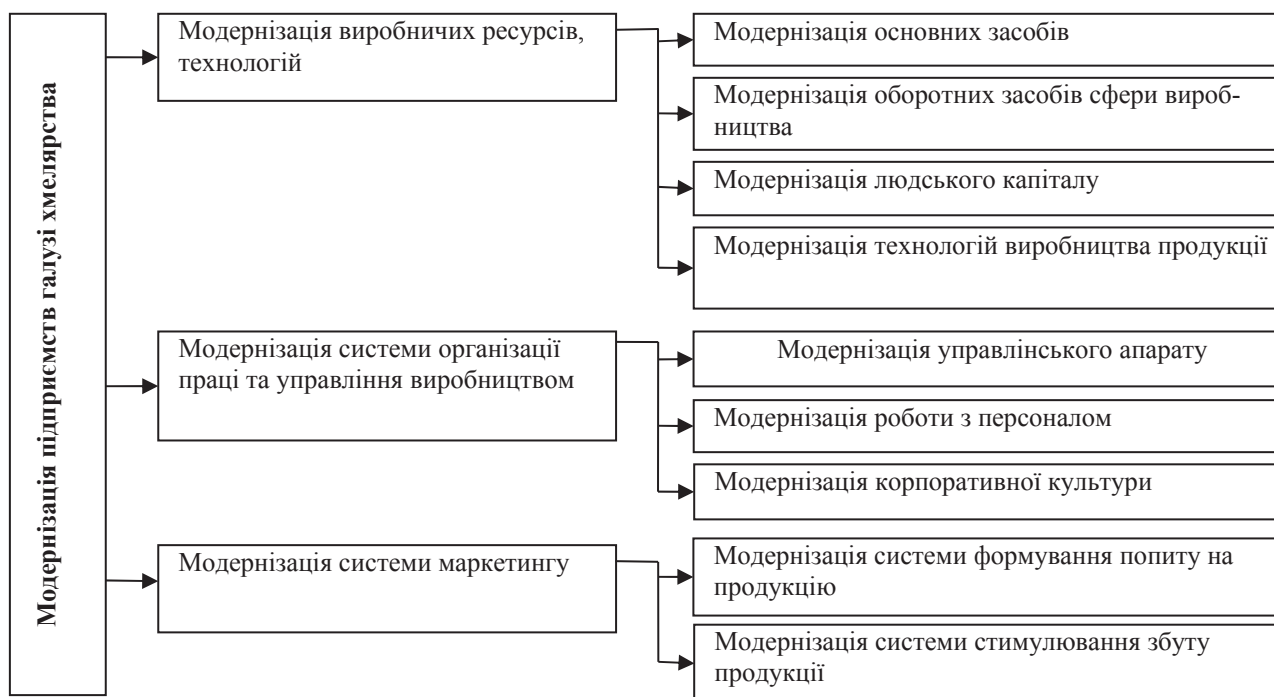 Модернізація підприємств галузі хмелярства
Модернізація виробничих ресурсів,
технологій
Модернізація основних засобів
Модернізація оборотних засобів сфери вироб-
ництва
Модернізація людського капіталу
Модернізація технологій виробництва продукції
Модернізація системи організації
праці та управління виробництвом
Модернізація управлінського апарату
Модернізація роботи з персоналом
Модернізація корпоративної культури
Модернізація системи маркетингу
Модернізація системи формування попиту на
продукцію
Модернізація системи стимулювання збуту
продукції